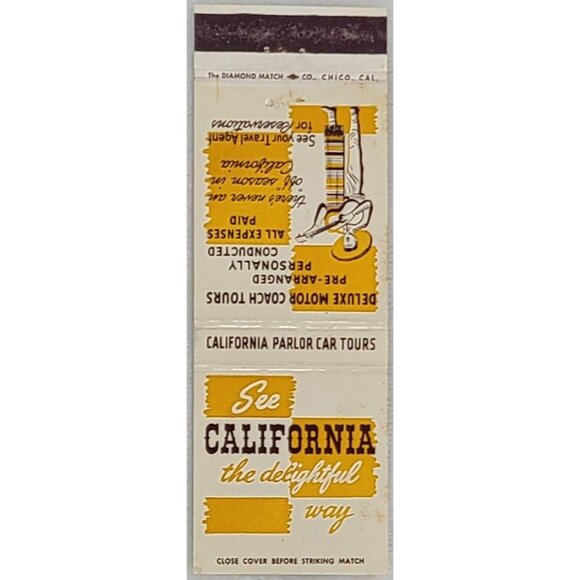 The DIAMOND MATCH CO., CHICO, CAL.
DELUXE MOTOR COACH TOURS
PRE-ARRANGED
PERSONALLY
CONDUCTED
ALL EXPENSES
PAID
"there's never an
"off" season in
California
See your Travel Agent
for Reservations
CALIFORNIA PARLOR CAR TOURS
See
CALIFORNIA
the delightful
way
CLOSE COVER BEFORE STRIKING MATCH